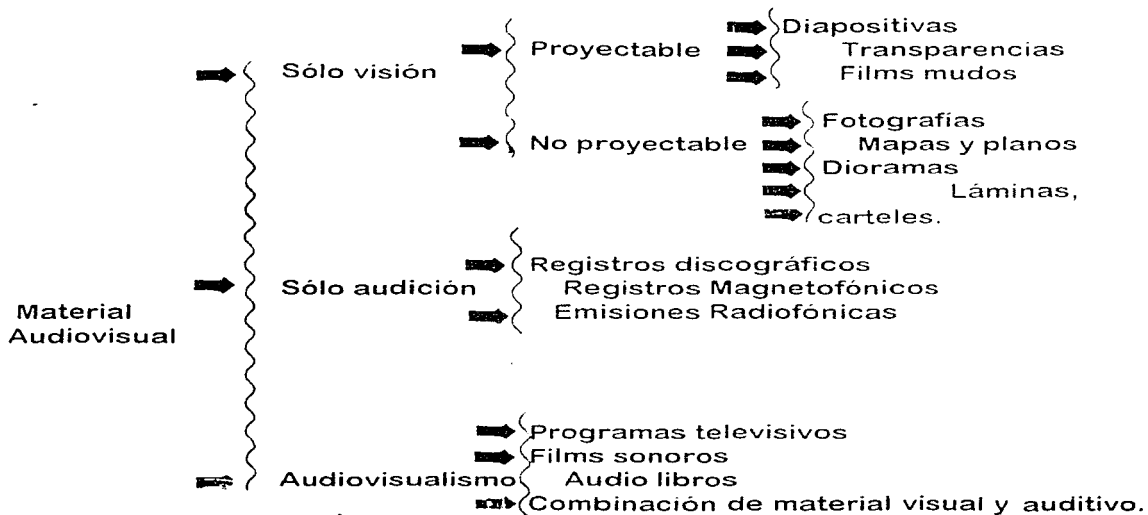 Material
Audiovisual
Sólo visión
Proyectable
Diapositivas
Transparencias
Films mudos
No proyectable
Fotografías
Mapas y planos
Dioramas
Láminas,
carteles.
Sólo audición
Registros discográficos
Registros Magnetofónicos
Emisiones Radiofónicas
Audiovisualismo
Programas televisivos
Films sonoros
Audio libros
Combinación de material visual y auditivo.